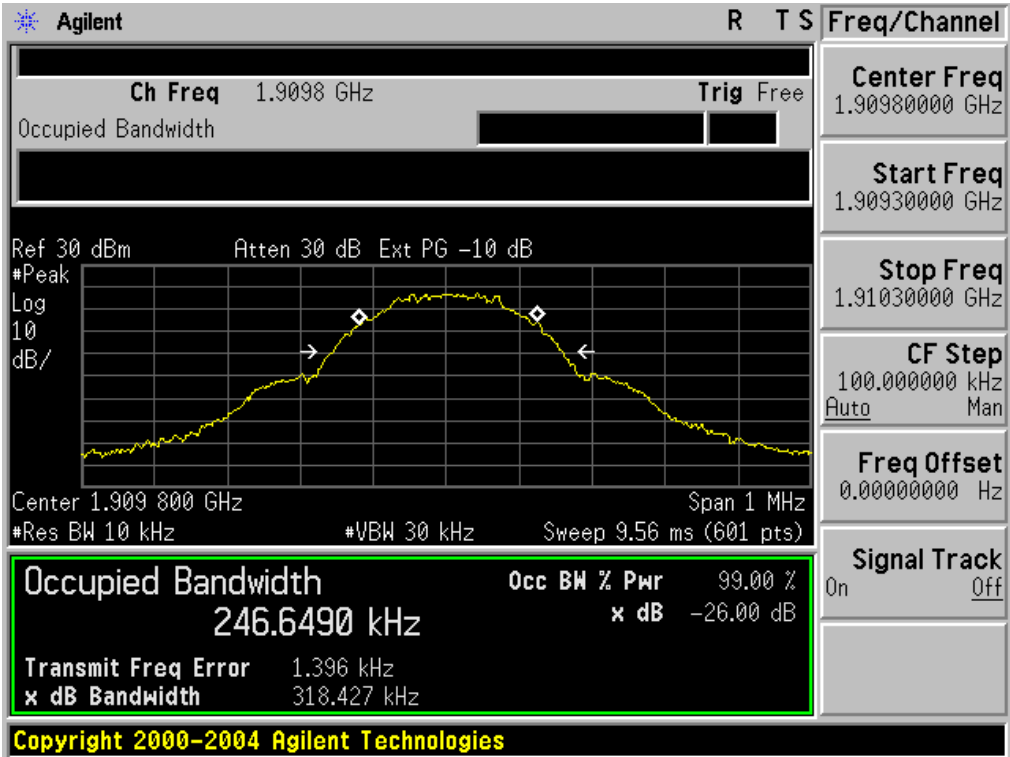 Agilent R T S Freq/Channel
Ch Freq 1.9098 GHz Trig Free
Occupied Bandwidth
Center Freq
1.90980000 GHz
Start Freq
1.90930000 GHz
Stop Freq
1.91030000 GHz
CF Step
100.000000 kHz
Auto Man
Freq Offset
0.00000000 Hz
Signal Track
On Off
Ref 30 dBm Atten 30 dB Ext PG -10 dB
#Peak
Log
10
dB/
Center 1.909 800 GHz Span 1 MHz
#Res BW 10 kHz #VBW 30 kHz Sweep 9.56 ms (601 pts)
Occupied Bandwidth Occ BW % Pwr 99.00 %
246.6490 kHz x dB -26.00 dB
Transmit Freq Error 1.396 kHz
x dB Bandwidth 318.427 kHz
Copyright 2000-2004 Agilent Technologies